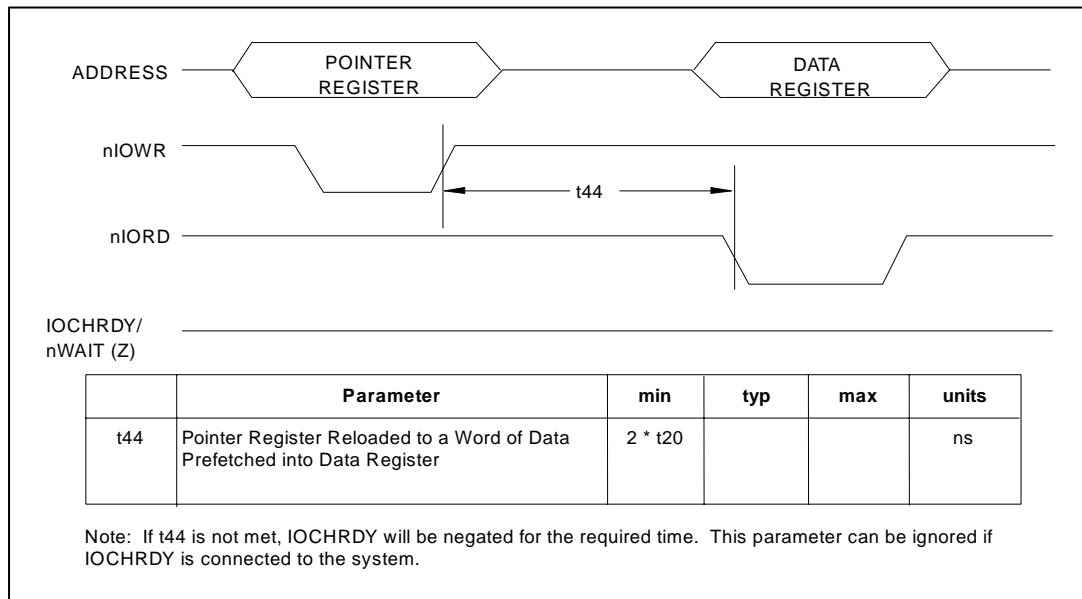 ADDRESS
POINTER
REGISTER
DATA
REGISTER
nIOWR
t44
nIORD
IOCHRDY/
nWAIT (Z)
Parameter min typ max units
t44 Pointer Register Reloaded to a Word of Data 2 * t20 ns
Prefetched into Data Register
Note: If t44 is not met, IOCHRDY will be negated for the required time. This parameter can be ignored if
IOCHRDY is connected to the system.